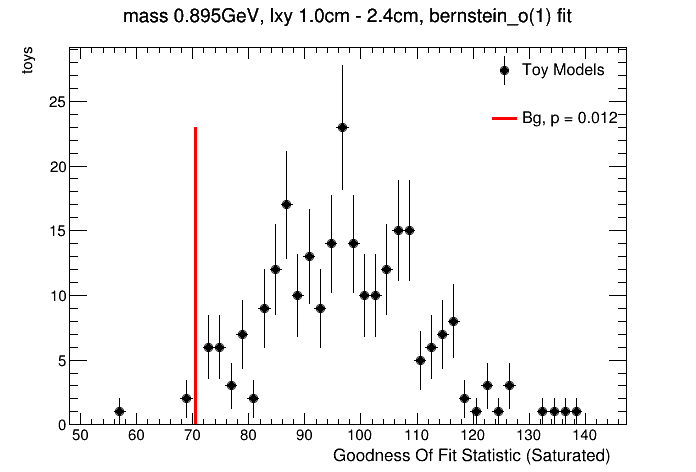 mass 0.895GeV, lxy 1.0cm - 2.4cm, bernstein_o(1) fit
toys
Toy Models
Bg, p = 0.012
25
20
15
10
5
0
50 60 70 80 90 100 110 120 130 140
Goodness Of Fit Statistic (Saturated)